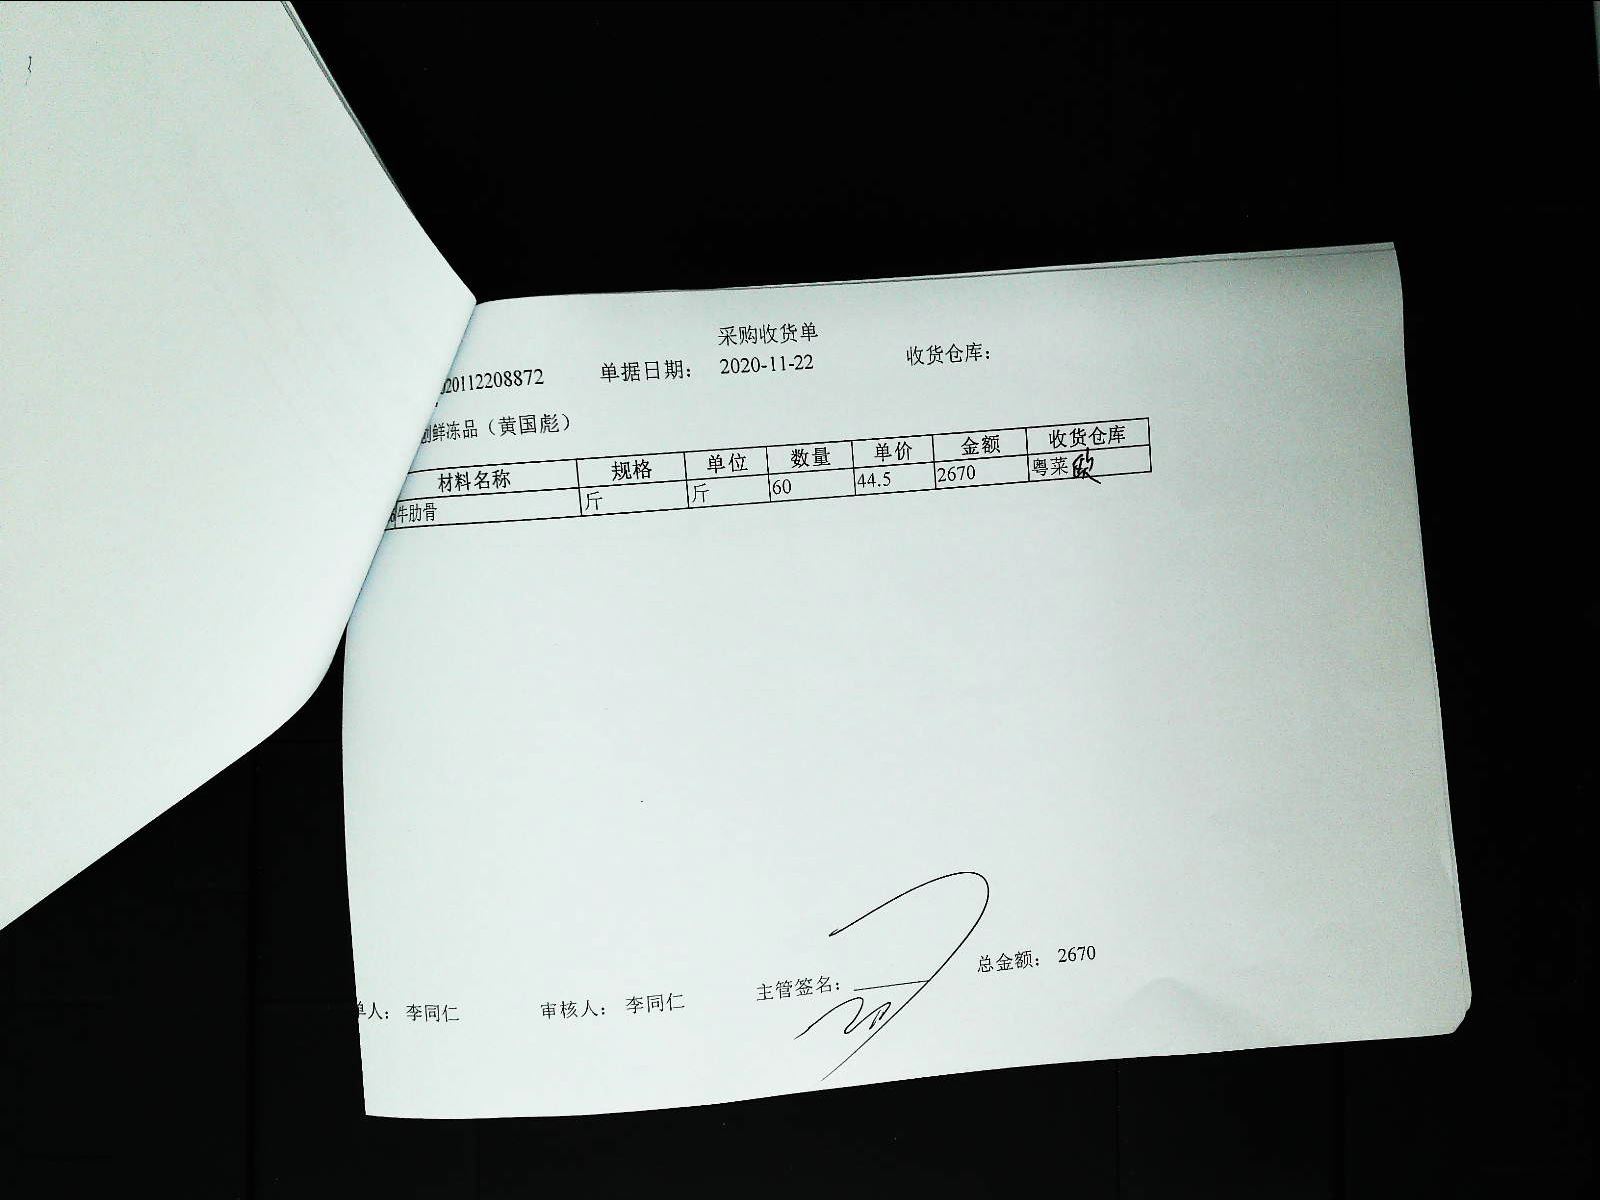 采购收货单
020112208872 单据日期： 2020-11-22 收货仓库：
创鲜冻品（黄国彪）
材料名称 规格 单位 数量 单价 金额 收货仓库
牛肋骨 斤 斤 60 44.5 2670 粤菜
单人： 李同仁 审核人： 李同仁 主管签名： 总金额： 2670